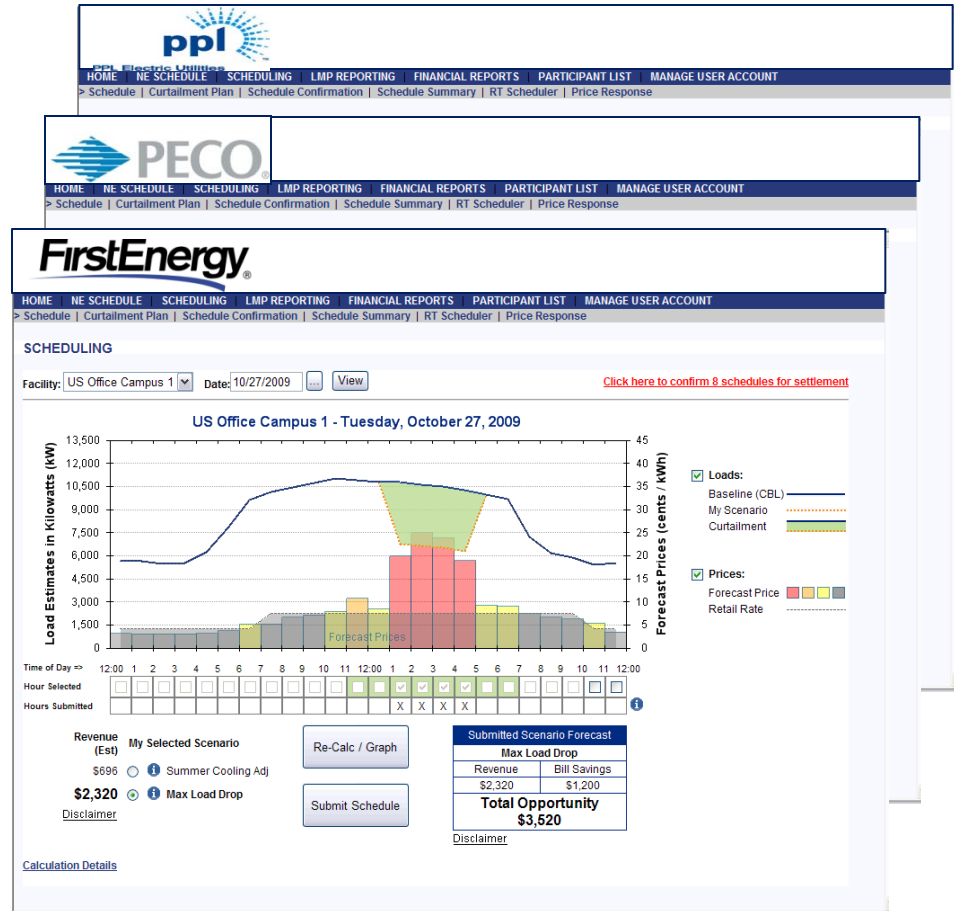 ppl
PPL Electric Utilities
HOME | NE SCHEDULE | SCHEDULING | LMP REPORTING | FINANCIAL REPORTS | PARTICIPANT LIST | MANAGE USER ACCOUNT
> Schedule | Curtailment Plan | Schedule Confirmation | Schedule Summary | RT Scheduler | Price Response
PECO®
HOME | NE SCHEDULE | SCHEDULING | LMP REPORTING | FINANCIAL REPORTS | PARTICIPANT LIST | MANAGE USER ACCOUNT
> Schedule | Curtailment Plan | Schedule Confirmation | Schedule Summary | RT Scheduler | Price Response
FirstEnergy®
HOME | NE SCHEDULE | SCHEDULING | LMP REPORTING | FINANCIAL REPORTS | PARTICIPANT LIST | MANAGE USER ACCOUNT
> Schedule | Curtailment Plan | Schedule Confirmation | Schedule Summary | RT Scheduler | Price Response
SCHEDULING
Facility: US Office Campus 1 Date: 10/27/2009 ... View Click here to confirm 8 schedules for settlement
US Office Campus 1 - Tuesday, October 27, 2009
Load Estimates in Kilowatts (kW)
13,500
12,000
10,500
9,000
7,500
6,000
4,500
3,000
1,500
0
45
40
35
30
25
20
15
10
5
0
Forecast Prices (cents / kWh)
Forecast Prices
Loads:
Baseline (CBL)
My Scenario
Curtailment
Prices:
Forecast Price
Retail Rate
Time of Day => 12:00 1 2 3 4 5 6 7 8 9 10 11 12:00 1 2 3 4 5 6 7 8 9 10 11 12:00
Hour Selected
Hours Submitted X X X X i
Revenue (Est) My Selected Scenario
$696 i Summer Cooling Adj
$2,320 i Max Load Drop
Disclaimer
Re-Calc / Graph
Submit Schedule
Submitted Scenario Forecast
Max Load Drop
Revenue Bill Savings
$2,320 $1,200
Total Opportunity
$3,520
Disclaimer
Calculation Details